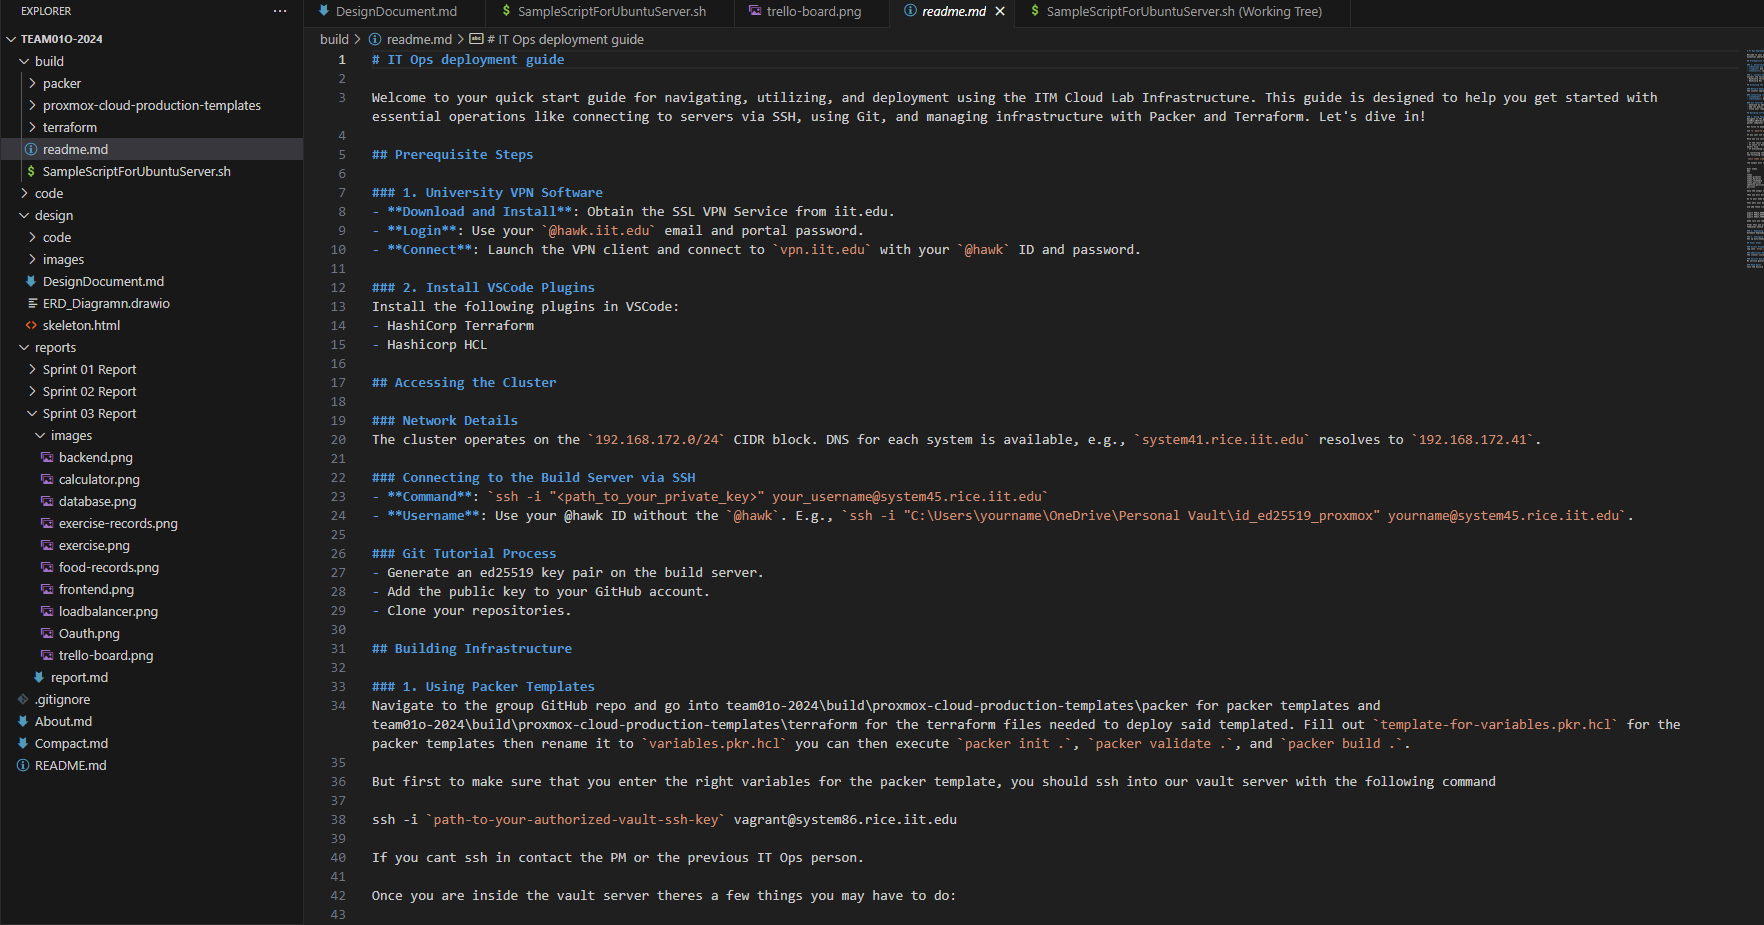 EXPLORER
TEAM01O-2024
build
packer
proxmox-cloud-production-templates
terraform
readme.md
SampleScriptForUbuntuServer.sh
code
design
code
images
DesignDocument.md
ERD_Diagramn.drawio
skeleton.html
reports
Sprint 01 Report
Sprint 02 Report
Sprint 03 Report
images
backend.png
calculator.png
database.png
exercise-records.png
exercise.png
food-records.png
frontend.png
loadbalancer.png
Oauth.png
trello-board.png
report.md
.gitignore
About.md
Compact.md
README.md
DesignDocument.md
SampleScriptForUbuntuServer.sh
trello-board.png
readme.md
SampleScriptForUbuntuServer.sh (Working Tree)
build > readme.md > # IT Ops deployment guide
1 # IT Ops deployment guide
2
3 Welcome to your quick start guide for navigating, utilizing, and deployment using the ITM Cloud Lab Infrastructure. This guide is designed to help you get started with
essential operations like connecting to servers via SSH, using Git, and managing infrastructure with Packer and Terraform. Let's dive in!
4
5 ## Prerequisite Steps
6
7 ### 1. University VPN Software
8 - **Download and Install**: Obtain the SSL VPN Service from iit.edu.
9 - **Login**: Use your `@hawk.iit.edu` email and portal password.
10 - **Connect**: Launch the VPN client and connect to `vpn.iit.edu` with your `@hawk` ID and password.
11
12 ### 2. Install VSCode Plugins
13 Install the following plugins in VSCode:
14 - HashiCorp Terraform
15 - Hashicorp HCL
16
17 ## Accessing the Cluster
18
19 ### Network Details
20 The cluster operates on the `192.168.172.0/24` CIDR block. DNS for each system is available, e.g., `system41.rice.iit.edu` resolves to `192.168.172.41`.
21
22 ### Connecting to the Build Server via SSH
23 - **Command**: `ssh -i "<path_to_your_private_key>" your_username@system45.rice.iit.edu`
24 - **Username**: Use your @hawk ID without the `@hawk`. E.g., `ssh -i "C:\Users\yourname\OneDrive\Personal Vault\id_ed25519_proxmox" yourname@system45.rice.iit.edu`.
25
26 ### Git Tutorial Process
27 - Generate an ed25519 key pair on the build server.
28 - Add the public key to your GitHub account.
29 - Clone your repositories.
30
31 ## Building Infrastructure
32
33 ### 1. Using Packer Templates
34 Navigate to the group GitHub repo and go into team01o-2024\build\proxmox-cloud-production-templates\packer for packer templates and
team01o-2024\build\proxmox-cloud-production-templates\terraform for the terraform files needed to deploy said templated. Fill out `template-for-variables.pkr.hcl` for the
packer templates then rename it to `variables.pkr.hcl` you can then execute `packer init .`, `packer validate .`, and `packer build .`.
35
36 But first to make sure that you enter the right variables for the packer template, you should ssh into our vault server with the following command
37
38 ssh -i `path-to-your-authorized-vault-ssh-key` vagrant@system86.rice.iit.edu
39
40 If you cant ssh in contact the PM or the previous IT Ops person.
41
42 Once you are inside the vault server theres a few things you may have to do:
43